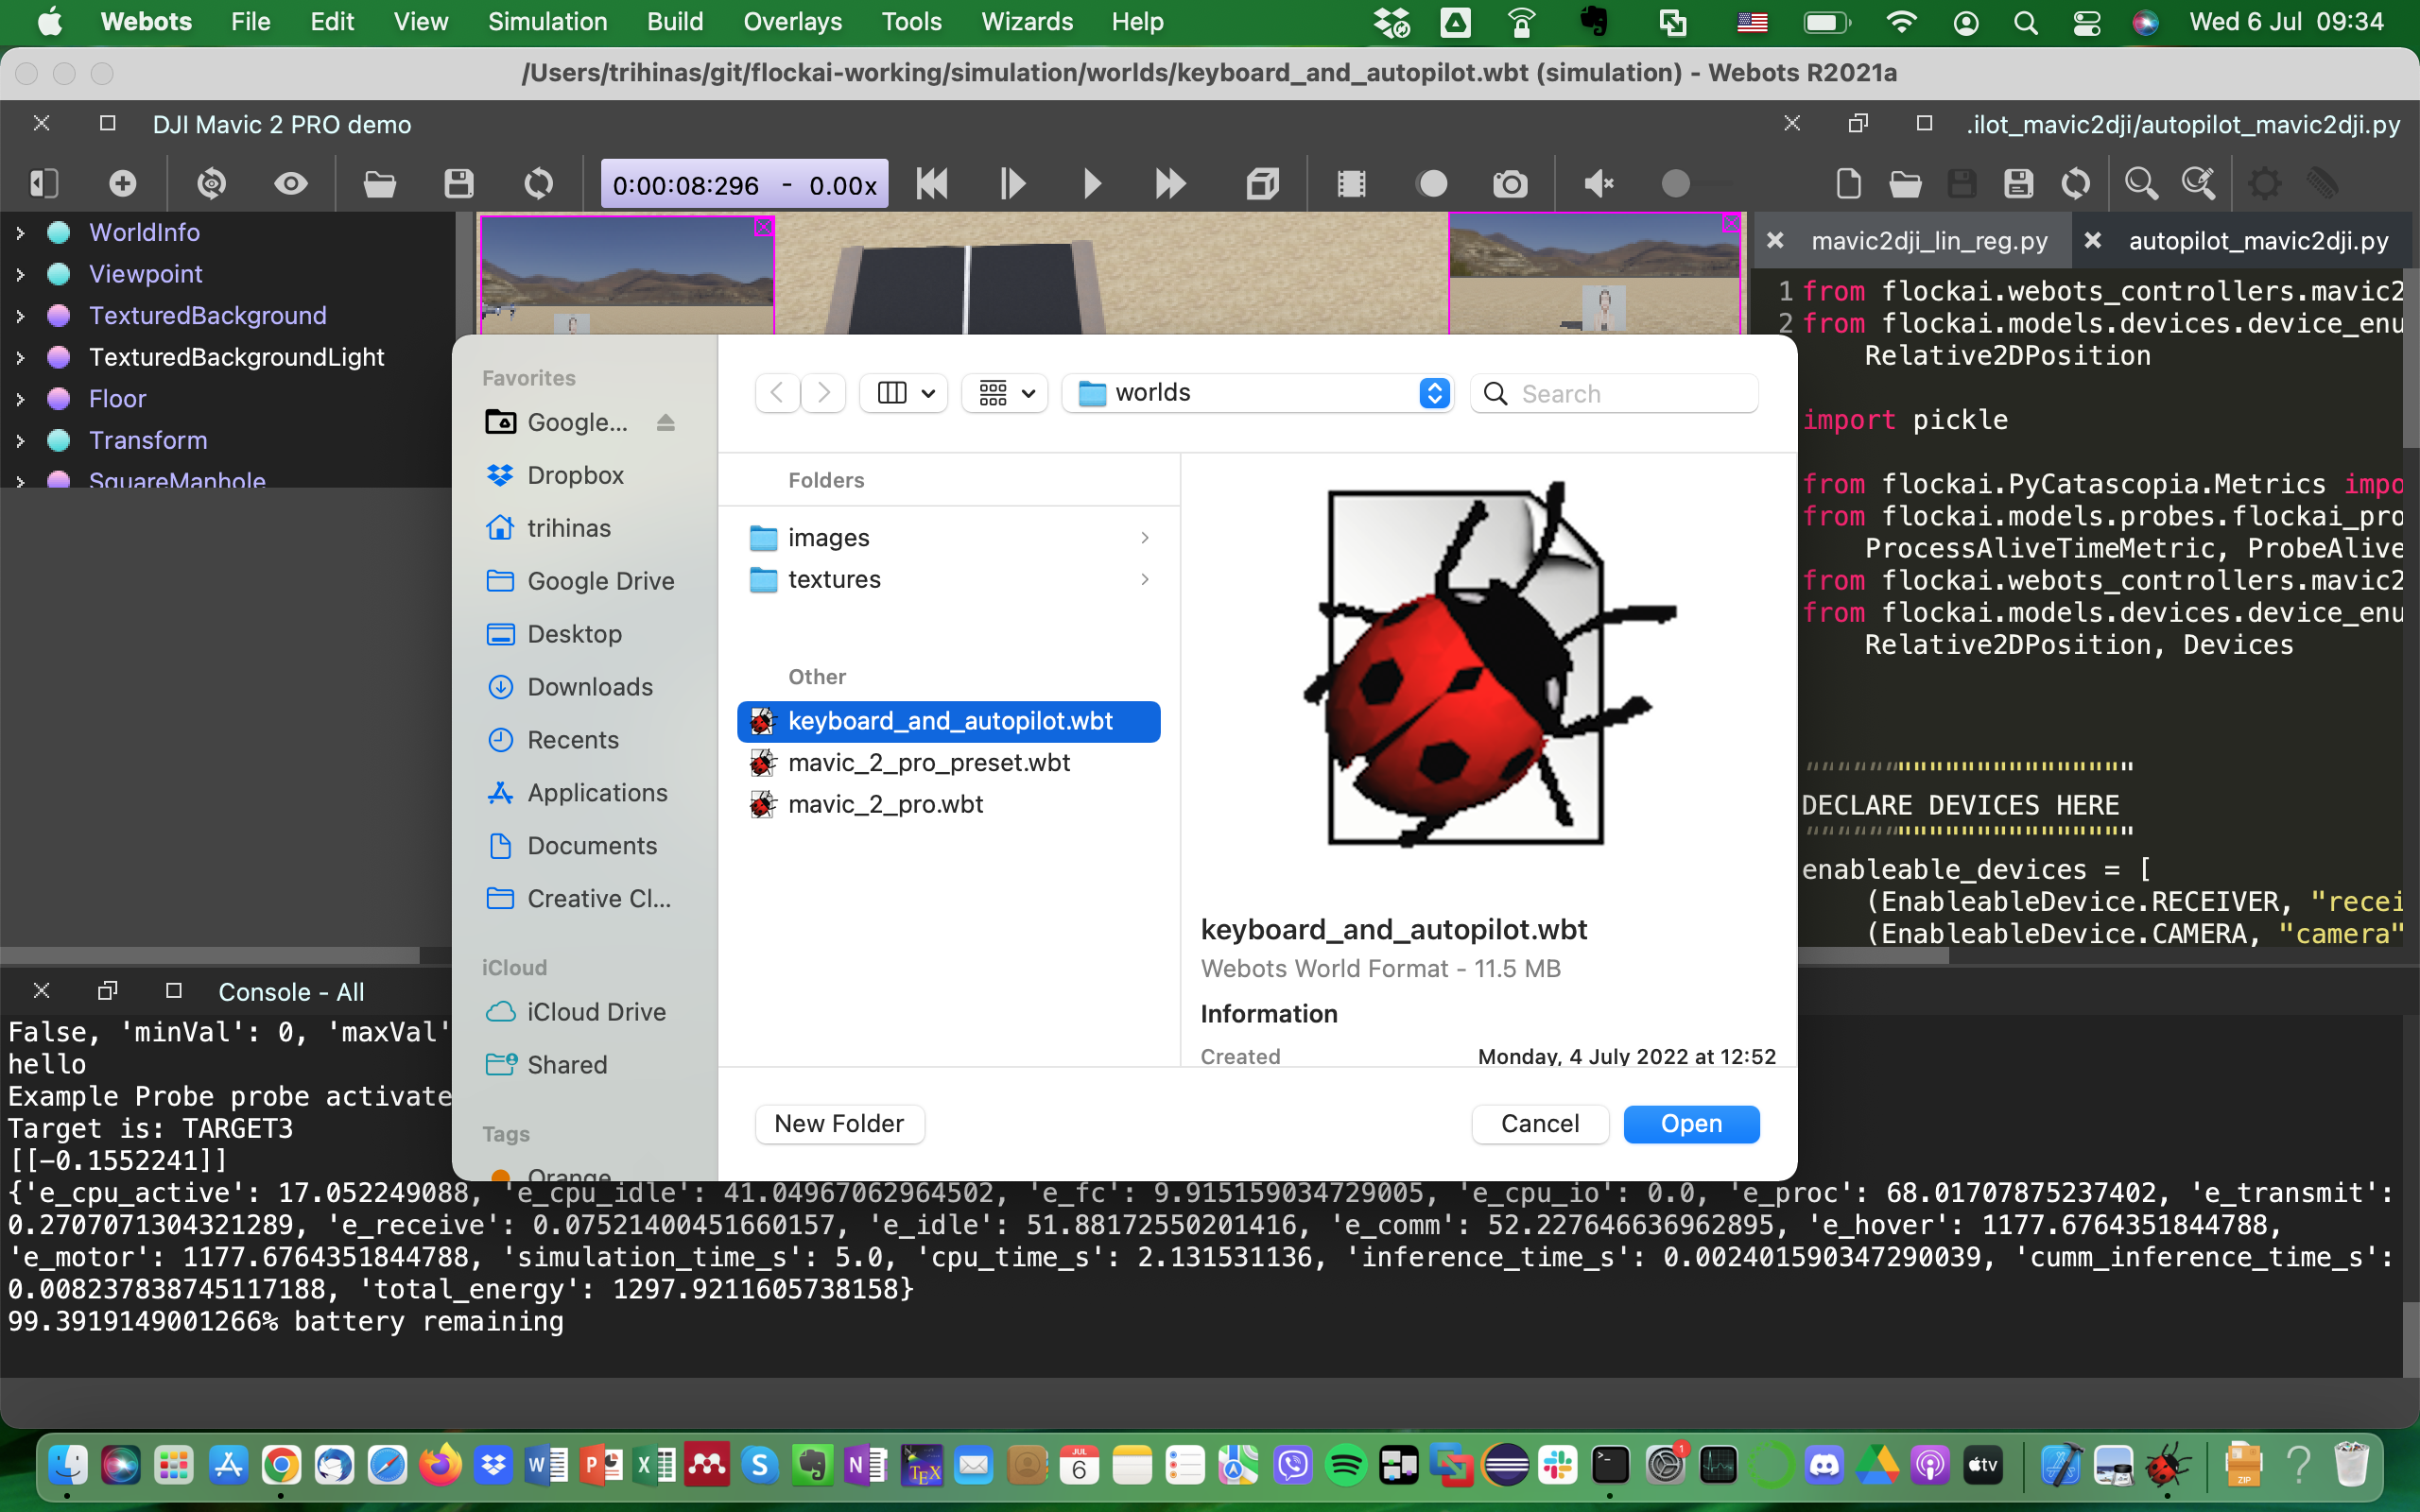 Webots File Edit View Simulation Build Overlays Tools Wizards Help Wed 6 Jul 09:34
/Users/trihinas/git/flockai-working/simulation/worlds/keyboard_and_autopilot.wbt (simulation) - Webots R2021a
DJI Mavic 2 PRO demo
.ilot_mavic2dji/autopilot_mavic2dji.py
0:00:08:296 - 0.00x
WorldInfo
Viewpoint
TexturedBackground
TexturedBackgroundLight
Floor
Transform
SquareManhole
mavic2dji_lin_reg.py autopilot_mavic2dji.py
1 from flockai.webots_controllers.mavic2
2 from flockai.models.devices.device_enu
Relative2DPosition
import pickle
from flockai.PyCatascopia.Metrics impo
from flockai.models.probes.flockai_pro
ProcessAliveTimeMetric, ProbeAlive
from flockai.webots_controllers.mavic2
from flockai.models.devices.device_enu
Relative2DPosition, Devices
DECLARE DEVICES HERE
enableable_devices = [
(EnableableDevice.RECEIVER, "recei
(EnableableDevice.CAMERA, "camera"
Favorites
Google...
Dropbox
trihinas
Google Drive
Desktop
Downloads
Recents
Applications
Documents
Creative Cl...
iCloud
iCloud Drive
Shared
Tags
Orange
worlds
Search
Folders
images
textures
Other
keyboard_and_autopilot.wbt
mavic_2_pro_preset.wbt
mavic_2_pro.wbt
keyboard_and_autopilot.wbt
Webots World Format - 11.5 MB
Information
Created Monday, 4 July 2022 at 12:52
New Folder Cancel Open
Console - All
False, 'minVal': 0, 'maxVal'
hello
Example Probe probe activate
Target is: TARGET3
[[-0.1552241]]
{'e_cpu_active': 17.052249088, 'e_cpu_idle': 41.04967062964502, 'e_fc': 9.915159034729005, 'e_cpu_io': 0.0, 'e_proc': 68.01707875237402, 'e_transmit':
0.2707071304321289, 'e_receive': 0.07521400451660157, 'e_idle': 51.88172550201416, 'e_comm': 52.227646636962895, 'e_hover': 1177.6764351844788,
'e_motor': 1177.6764351844788, 'simulation_time_s': 5.0, 'cpu_time_s': 2.131531136, 'inference_time_s': 0.002401590347290039, 'cumm_inference_time_s':
0.008237838745117188, 'total_energy': 1297.9211605738158}
99.3919149001266% battery remaining
JUL
6
TEX
tv
1
ZIP